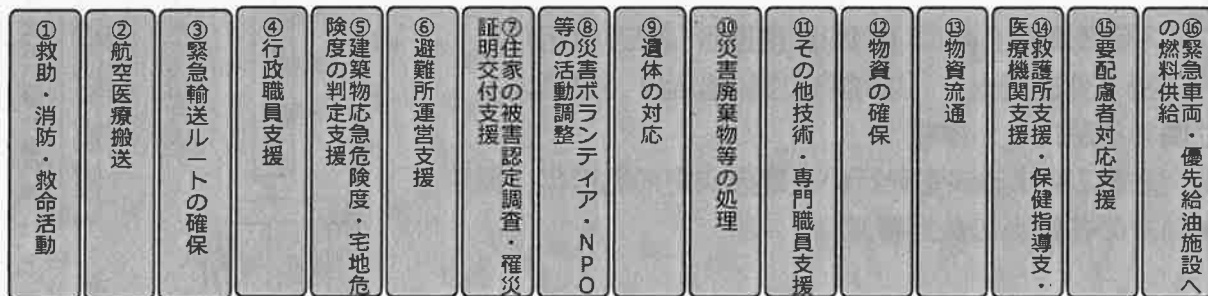 ①救助・消防・救命活動
②航空医療搬送
③緊急輸送ルートの確保
④行政職員支援
⑤建築物応急危険度・宅地危
険度の判定支援
⑥避難所運営支援
⑦住家の被害認定調査・罹災
証明交付支援
⑧災害ボランティア・NPO
等の活動調整
⑨遺体の対応
⑩災害廃棄物等の処理
⑪その他技術・専門職員支援
⑫物資の確保
⑬物資流通
⑭救護所支援・保健指導支・
医療機関支援
⑮要配慮者対応支援
⑯緊急車両・優先給油施設へ
の燃料供給